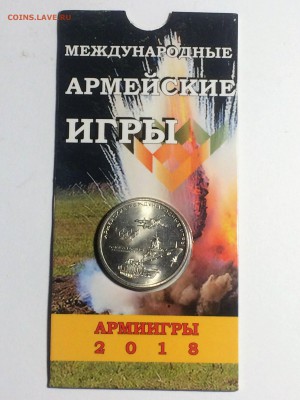 COINS.LAVE.RU
МЕЖДУНАРОДНЫЕ
АРМЕЙСКИЕ
ИГРЫ
АРМИИГРЫ
2018